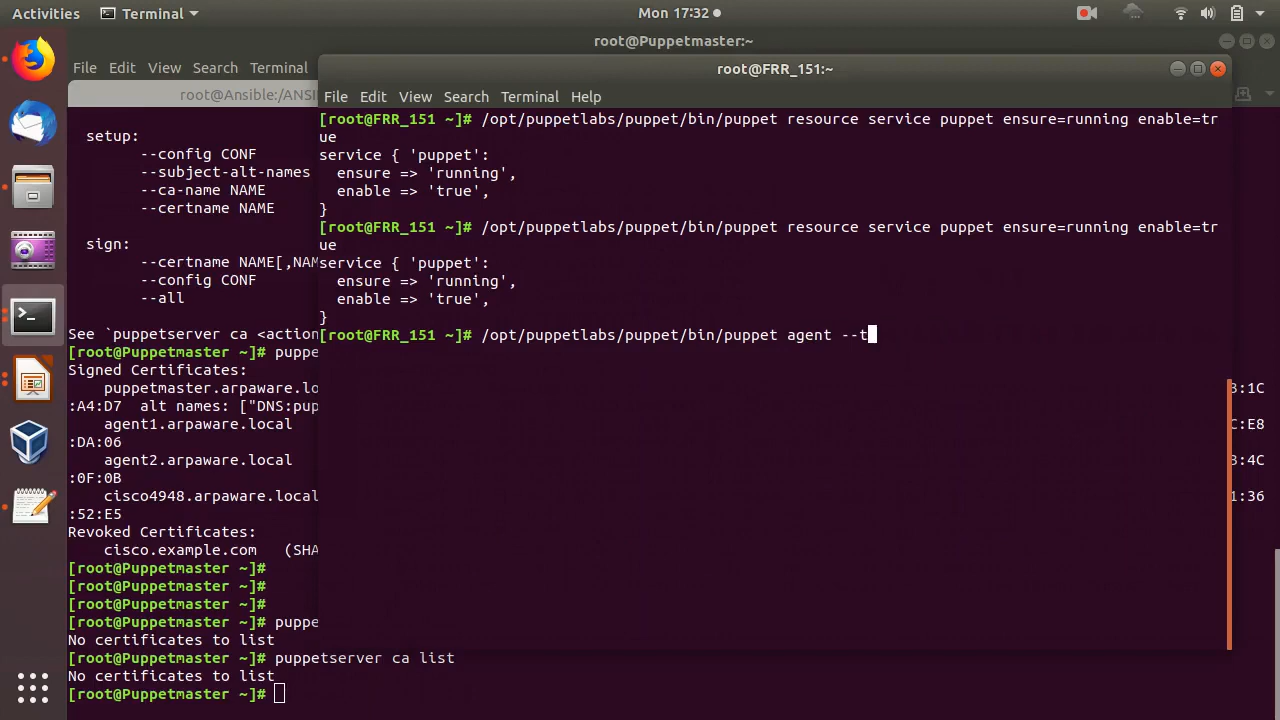 Activities
Terminal
Mon 17:32
root@Puppetmaster:~
File Edit View Search Terminal
root@Ansible:/ANSI
setup:
--config CONF
--subject-alt-names
--ca-name NAME
--certname NAME
sign:
--certname NAME[,NAM
--config CONF
--all
See `puppetserver ca <action
[root@Puppetmaster ~]# puppe
Signed Certificates:
puppetmaster.arpaware.lo
3:1C
:A4:D7 alt names: ["DNS:pup
agent1.arpaware.local
C:E8
:DA:06
agent2.arpaware.local
3:4C
:0F:0B
cisco4948.arpaware.local
1:36
:52:E5
Revoked Certificates:
cisco.example.com (SHA
[root@Puppetmaster ~]#
[root@Puppetmaster ~]#
[root@Puppetmaster ~]#
[root@Puppetmaster ~]# puppe
No certificates to list
[root@Puppetmaster ~]# puppetserver ca list
No certificates to list
[root@Puppetmaster ~]#
root@FRR_151:~
File Edit View Search Terminal Help
[root@FRR_151 ~]# /opt/puppetlabs/puppet/bin/puppet resource service puppet ensure=running enable=tr
ue
service { 'puppet':
ensure => 'running',
enable => 'true',
}
[root@FRR_151 ~]# /opt/puppetlabs/puppet/bin/puppet resource service puppet ensure=running enable=tr
ue
service { 'puppet':
ensure => 'running',
enable => 'true',
}
[root@FRR_151 ~]# /opt/puppetlabs/puppet/bin/puppet agent --t